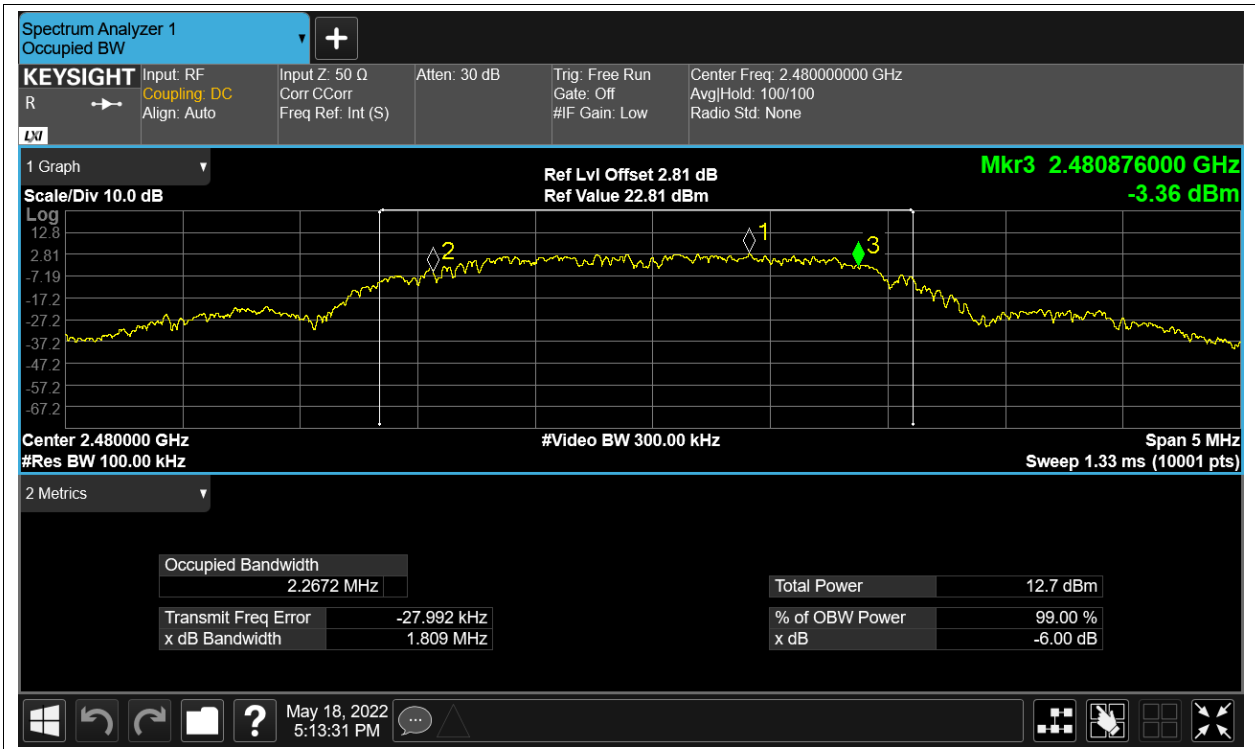 Spectrum Analyzer 1
Occupied BW
KEYSIGHT
R
LXI
Input: RF
Coupling: DC
Align: Auto
Input Z: 50 Ω
Corr CCorr
Freq Ref: Int (S)
Atten: 30 dB
Trig: Free Run
Gate: Off
#IF Gain: Low
Center Freq: 2.480000000 GHz
Avg|Hold: 100/100
Radio Std: None
1 Graph
Scale/Div 10.0 dB
Ref Lvl Offset 2.81 dB
Ref Value 22.81 dBm
Mkr3 2.480876000 GHz
-3.36 dBm
Log
12.8
2.81
-7.19
-17.2
-27.2
-37.2
-47.2
-57.2
-67.2
2
1
3
Center 2.480000 GHz
#Video BW 300.00 kHz
Span 5 MHz
#Res BW 100.00 kHz
Sweep 1.33 ms (10001 pts)
2 Metrics
Occupied Bandwidth
2.2672 MHz
Total Power 12.7 dBm
Transmit Freq Error -27.992 kHz
% of OBW Power 99.00 %
x dB Bandwidth 1.809 MHz
x dB -6.00 dB
?
May 18, 2022
5:13:31 PM